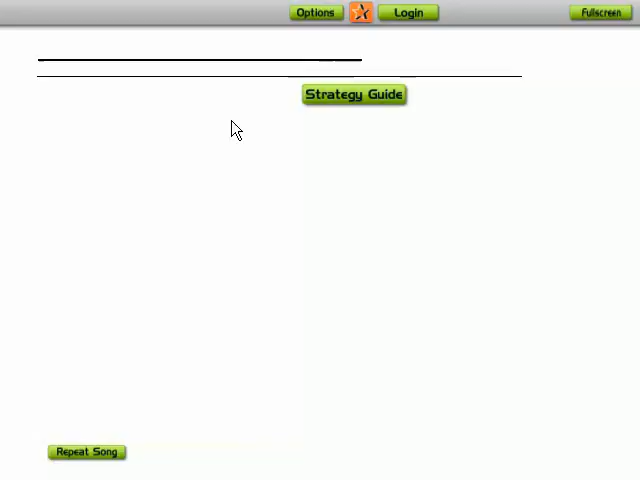 Options
Login
Fullscreen
Strategy Guide
Repeat Song